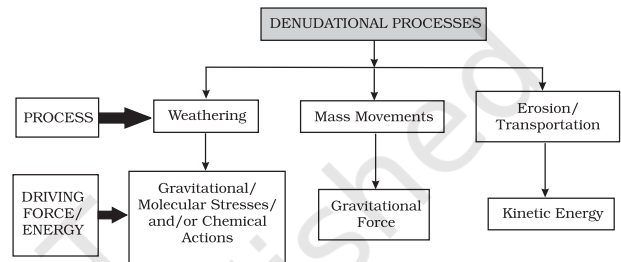 DENUDATIONAL PROCESSES
PROCESS
Weathering
Mass Movements
Erosion/
Transportation
DRIVING
FORCE/
ENERGY
Gravitational/
Molecular Stresses/
and/or Chemical
Actions
Gravitational
Force
Kinetic Energy